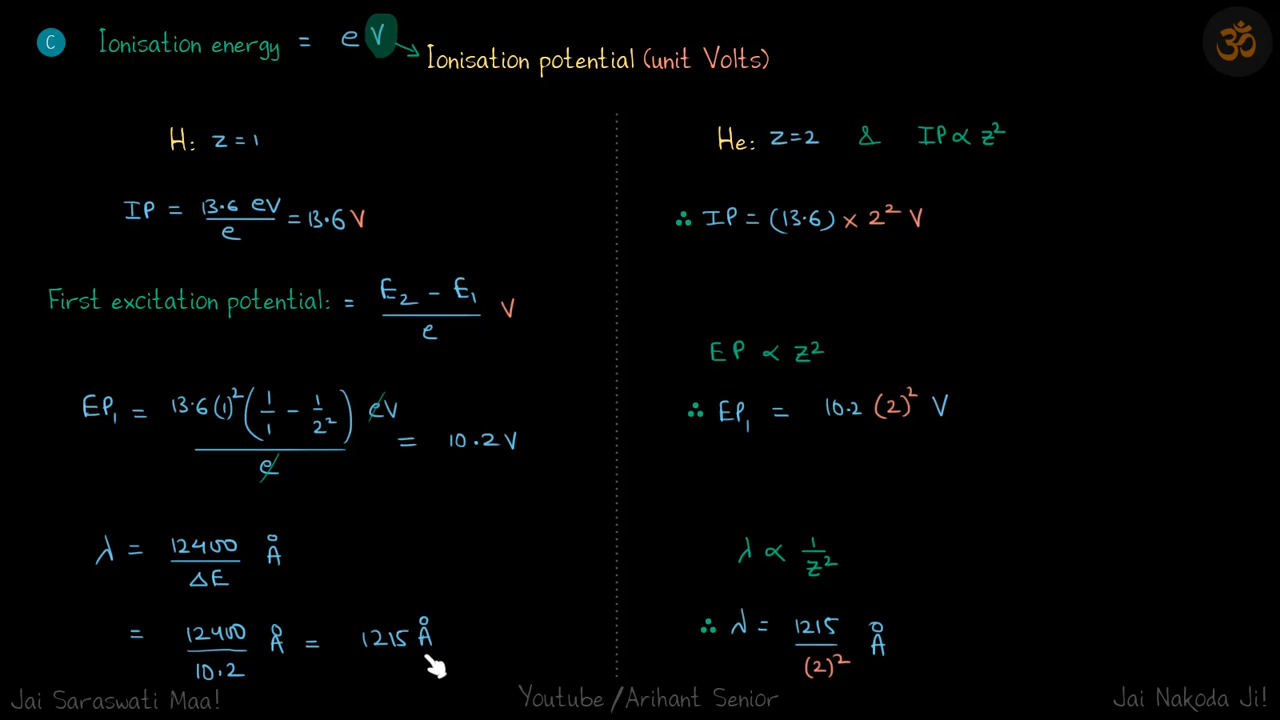 C Ionisation energy = eV
Ionisation potential (unit Volts)
H: z = 1
IP = 13.6 eV / e = 13.6 V
First excitation potential: = E₂ - E₁ / e V
EP₁ = 13.6 (1)² (1/1 - 1/2²) eV / e = 10.2 V
λ = 12400 / ΔE Å
= 12400 / 10.2 Å = 1215 Å
He: z=2 & IP ∝ z²
∴ IP = (13.6) × 2² V
EP ∝ z²
∴ EP₁ = 10.2 (2)² V
λ ∝ 1 / z²
∴ λ = 1215 / (2)² Å
ॐ
Jai Saraswati Maa!
Youtube /Arihant Senior
Jai Nakoda Ji!